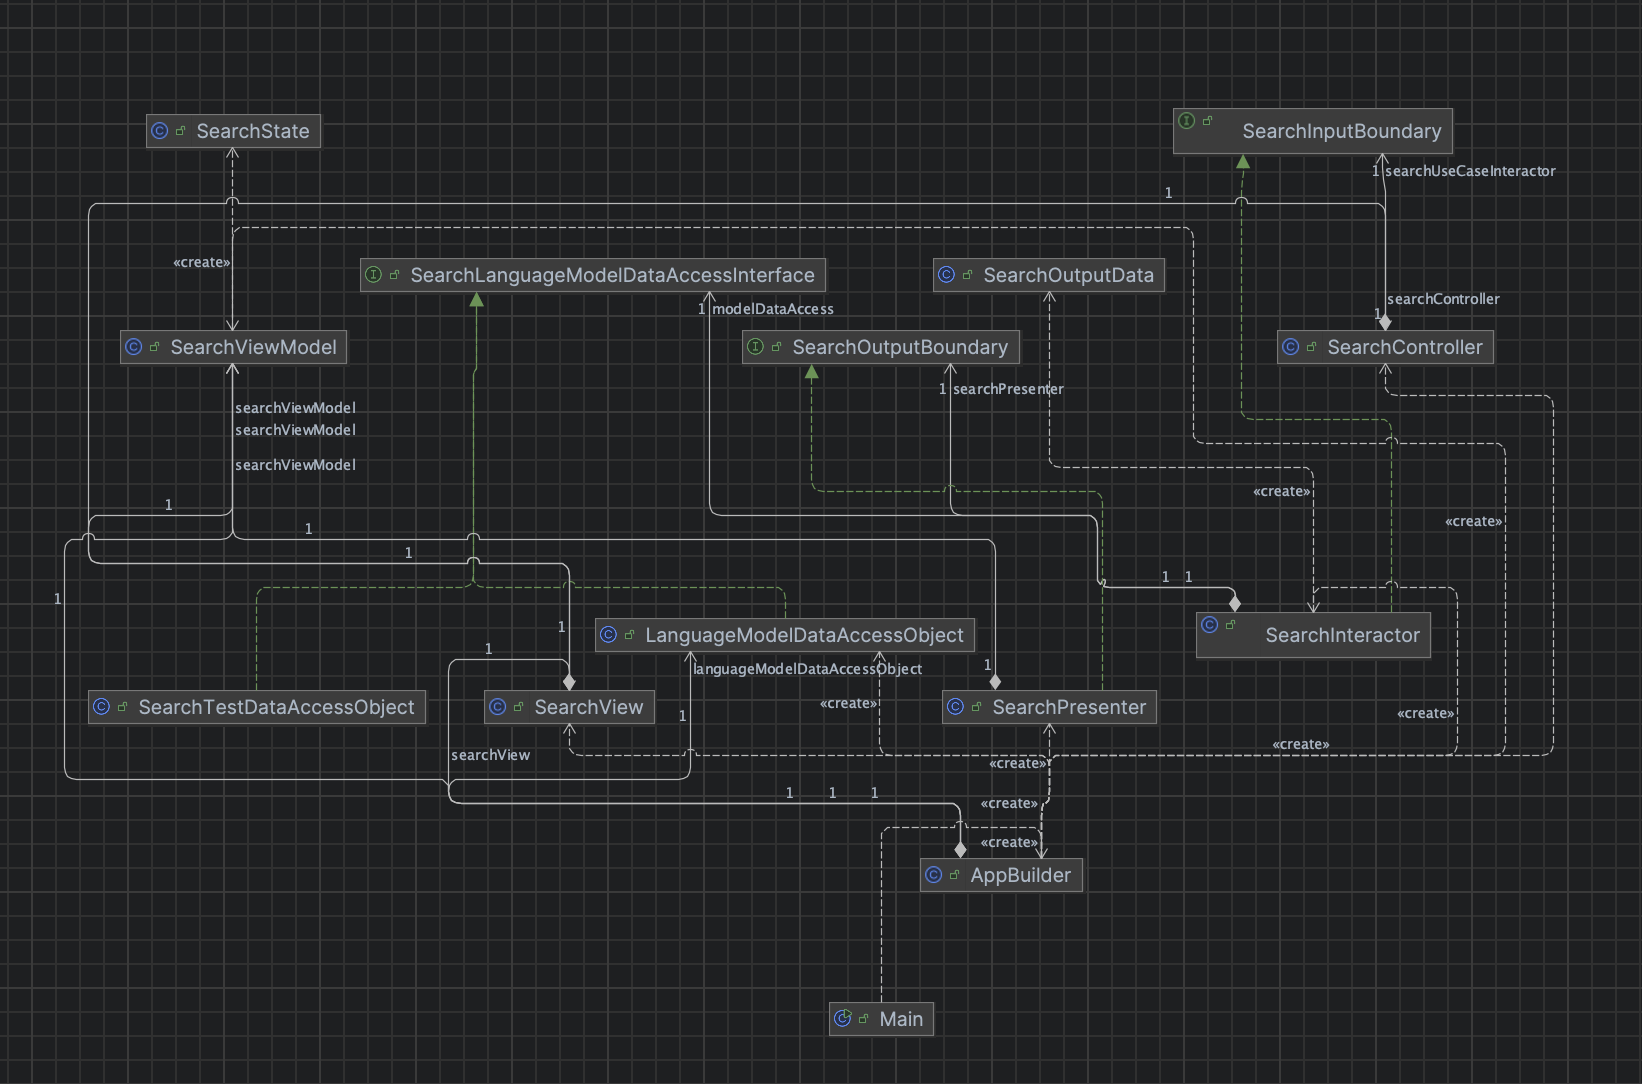 SearchState
SearchInputBoundary
1 searchUseCaseInteractor
1
«create»
SearchLanguageModelDataAccessInterface
SearchOutputData
searchController
1 modelDataAccess
1
SearchViewModel
SearchOutputBoundary
SearchController
1 searchPresenter
searchViewModel
searchViewModel
searchViewModel
«create»
1
«create»
1
1
1 1
1
1
LanguageModelDataAccessObject
SearchInteractor
1
1
languageModelDataAccessObject
«create»
SearchTestDataAccessObject
SearchView
SearchPresenter
1
«create»
«create»
searchView
«create»
1 1 1
«create»
«create»
AppBuilder
Main